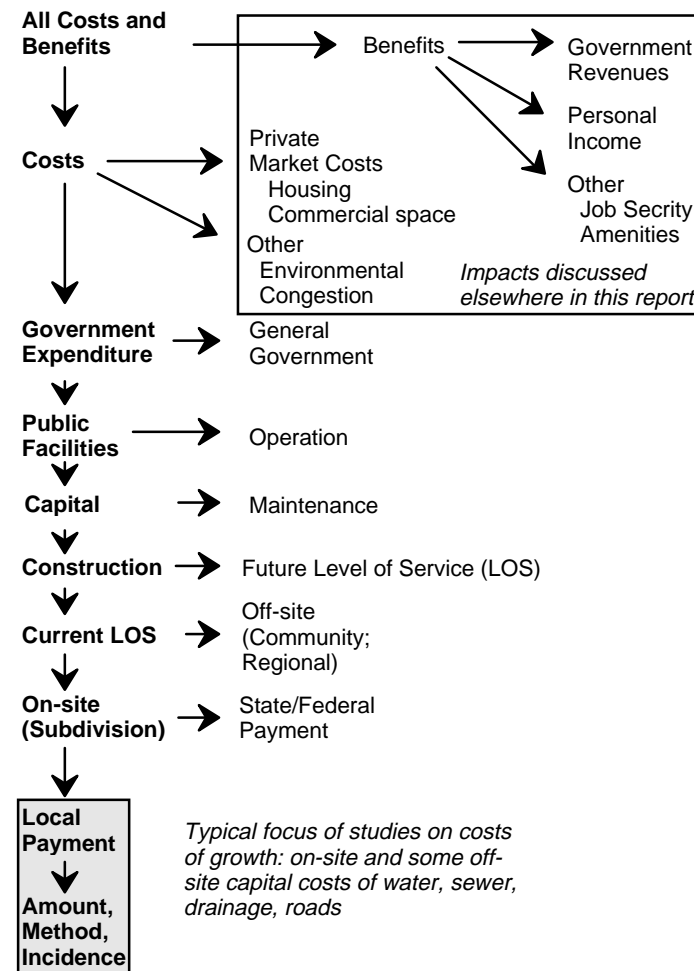 All Costs and
Benefits
Benefits
Government
Revenues
Personal
Income
Other
Job Secrity
Amenities
Costs
Private
Market Costs
Housing
Commercial space
Other
Environmental
Congestion
Impacts discussed
elsewhere in this report
Government
Expenditure
General
Government
Public
Facilities
Operation
Capital
Maintenance
Construction
Future Level of Service (LOS)
Current LOS
Off-site
(Community;
Regional)
On-site
(Subdivision)
State/Federal
Payment
Local
Payment
Amount,
Method,
Incidence
Typical focus of studies on costs
of growth: on-site and some off-
site capital costs of water, sewer,
drainage, roads